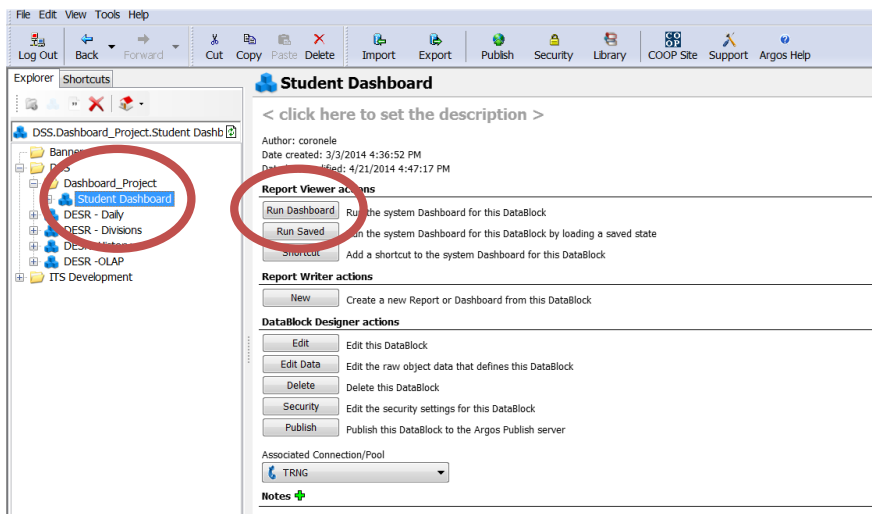 File Edit View Tools Help
Log Out Back Forward Cut Copy Paste Delete Import Export Publish Security Library COOP Site Support Argos Help
Explorer Shortcuts
DSS.Dashboard_Project.Student Dashb
Banner
DSS
Dashboard_Project
Student Dashboard
DESR - Daily
DESR - Divisions
DESR
DESR -OLAP
ITS Development
Student Dashboard
< click here to set the description >
Author: coronele
Date created: 3/3/2014 4:36:52 PM
4/21/2014 4:47:17 PM
Report Viewer actions
Run Dashboard Run the system Dashboard for this DataBlock
Run Saved Run the system Dashboard for this DataBlock by loading a saved state
Shortcut Add a shortcut to the system Dashboard for this DataBlock
Report Writer actions
New Create a new Report or Dashboard from this DataBlock
DataBlock Designer actions
Edit Edit this DataBlock
Edit Data Edit the raw object data that defines this DataBlock
Delete Delete this DataBlock
Security Edit the security settings for this DataBlock
Publish Publish this DataBlock to the Argos Publish server
Associated Connection/Pool
TRNG
Notes